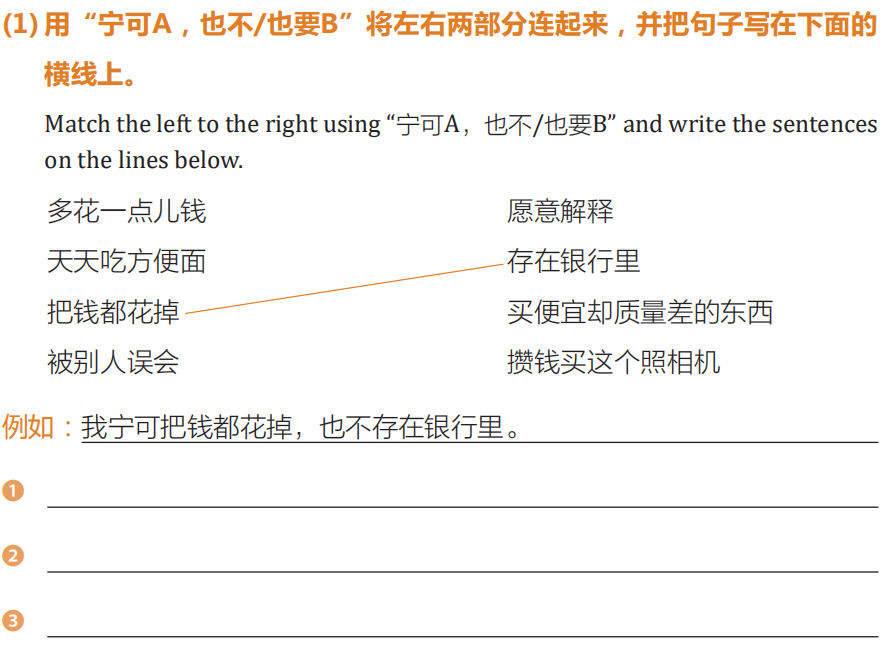 (1) 用“宁可A，也不/也要B”将左右两部分连起来，并把句子写在下面的
横线上。
Match the left to the right using “宁可A，也不/也要B” and write the sentences
on the lines below.
多花一点儿钱 愿意解释
天天吃方便面 存在银行里
把钱都花掉 买便宜却质量差的东西
被别人误会 攒钱买这个照相机
例如：我宁可把钱都花掉，也不存在银行里。
1
2
3